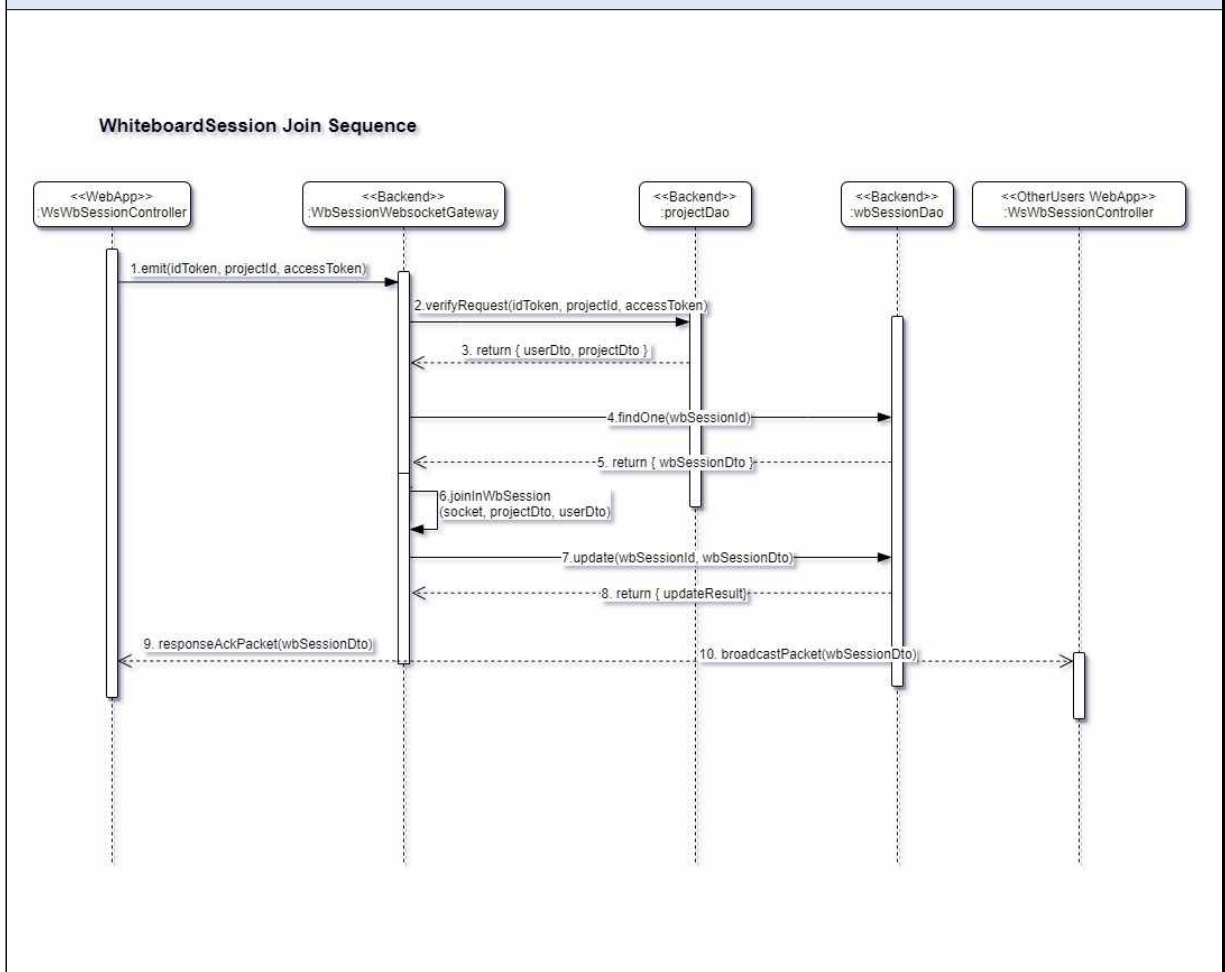 WhiteboardSession Join Sequence
<<WebApp>>
:WsWbSessionController
<<Backend>>
:WbSessionWebsocketGateway
<<Backend>>
:projectDao
<<Backend>>
:wbSessionDao
<<OtherUsers WebApp>>
:WsWbSessionController
1.emit(idToken, projectId, accessToken)
2.verifyRequest(idToken, projectId, accessToken)
3. return { userDto, projectDto }
4.findOne(wbSessionId)
5. return { wbSessionDto }
6.joinInWbSession
(socket, projectDto, userDto)
7.update(wbSessionId, wbSessionDto)
8. return { updateResult}
9. responseAckPacket(wbSessionDto)
10. broadcastPacket(wbSessionDto)